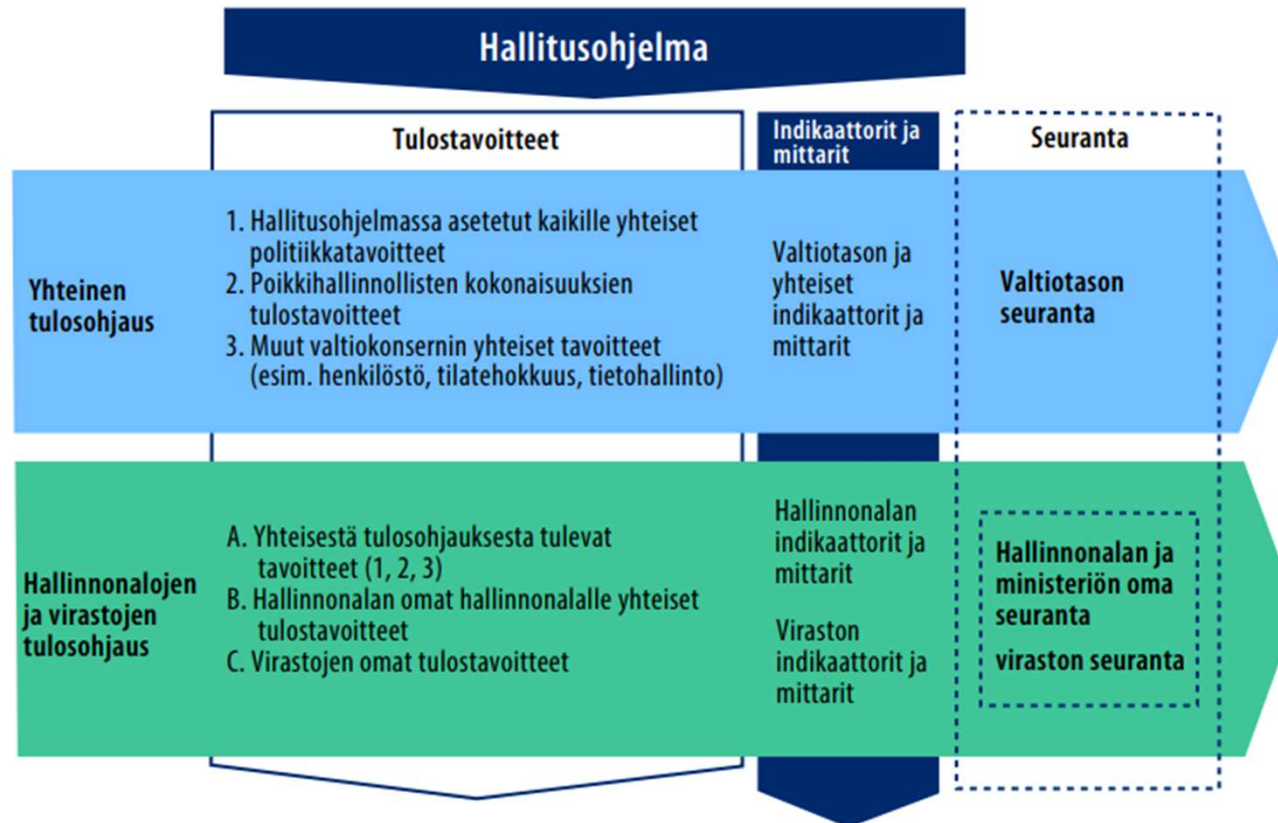 Hallitusohjelma
Tulostavoitteet
Indikaattorit ja
mittarit
Seuranta
Yhteinen
tulosohjaus
1. Hallitusohjelmassa asetetut kaikille yhteiset
politiikkatavoitteet
2. Poikkihallinnollisten kokonaisuuksien
tulostavoitteet
3. Muut valtiokonsernin yhteiset tavoitteet
(esim. henkilöstö, tilatehokkuus, tietohallinto)
Valtiotason ja
yhteiset
indikaattorit ja
mittarit
Valtiotason
seuranta
Hallinnonalojen
ja virastojen
tulosohjaus
A. Yhteisestä tulosohjauksesta tulevat
tavoitteet (1, 2, 3)
B. Hallinnonalan omat hallinnonalalle yhteiset
tulostavoitteet
C. Virastojen omat tulostavoitteet
Hallinnonalan
indikaattorit ja
mittarit
Viraston
indikaattorit ja
mittarit
Hallinnonalan ja
ministeriön oma
seuranta
viraston seuranta